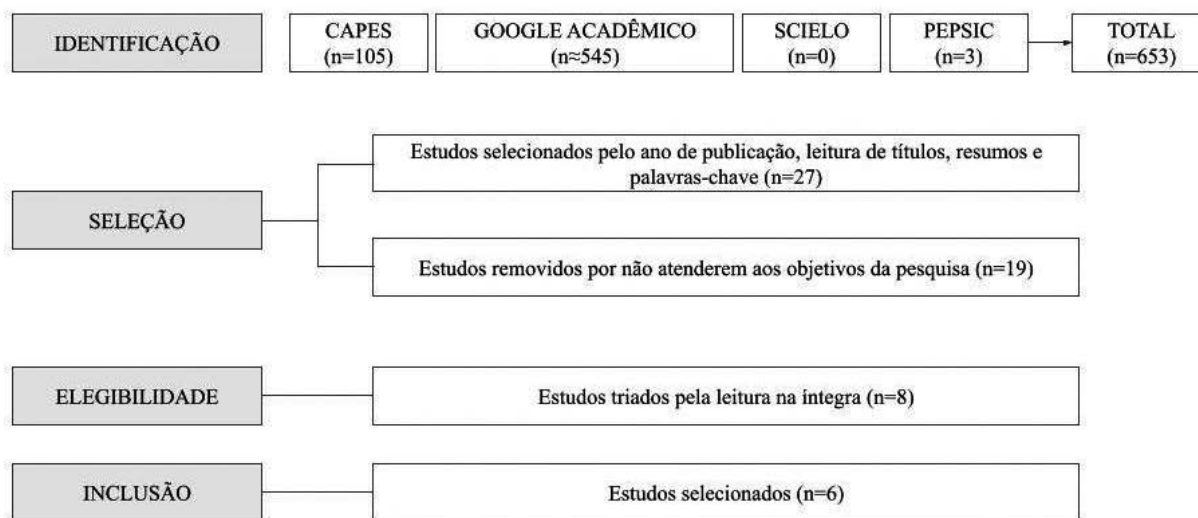 IDENTIFICAÇÃO
CAPES
(n=105)
GOOGLE ACADÊMICO
(n≈545)
SCIELO
(n=0)
PEPSIC
(n=3)
TOTAL
(n=653)
SELEÇÃO
Estudos selecionados pelo ano de publicação, leitura de títulos, resumos e
palavras-chave (n=27)
Estudos removidos por não atenderem aos objetivos da pesquisa (n=19)
ELEGIBILIDADE
Estudos triados pela leitura na íntegra (n=8)
INCLUSÃO
Estudos selecionados (n=6)